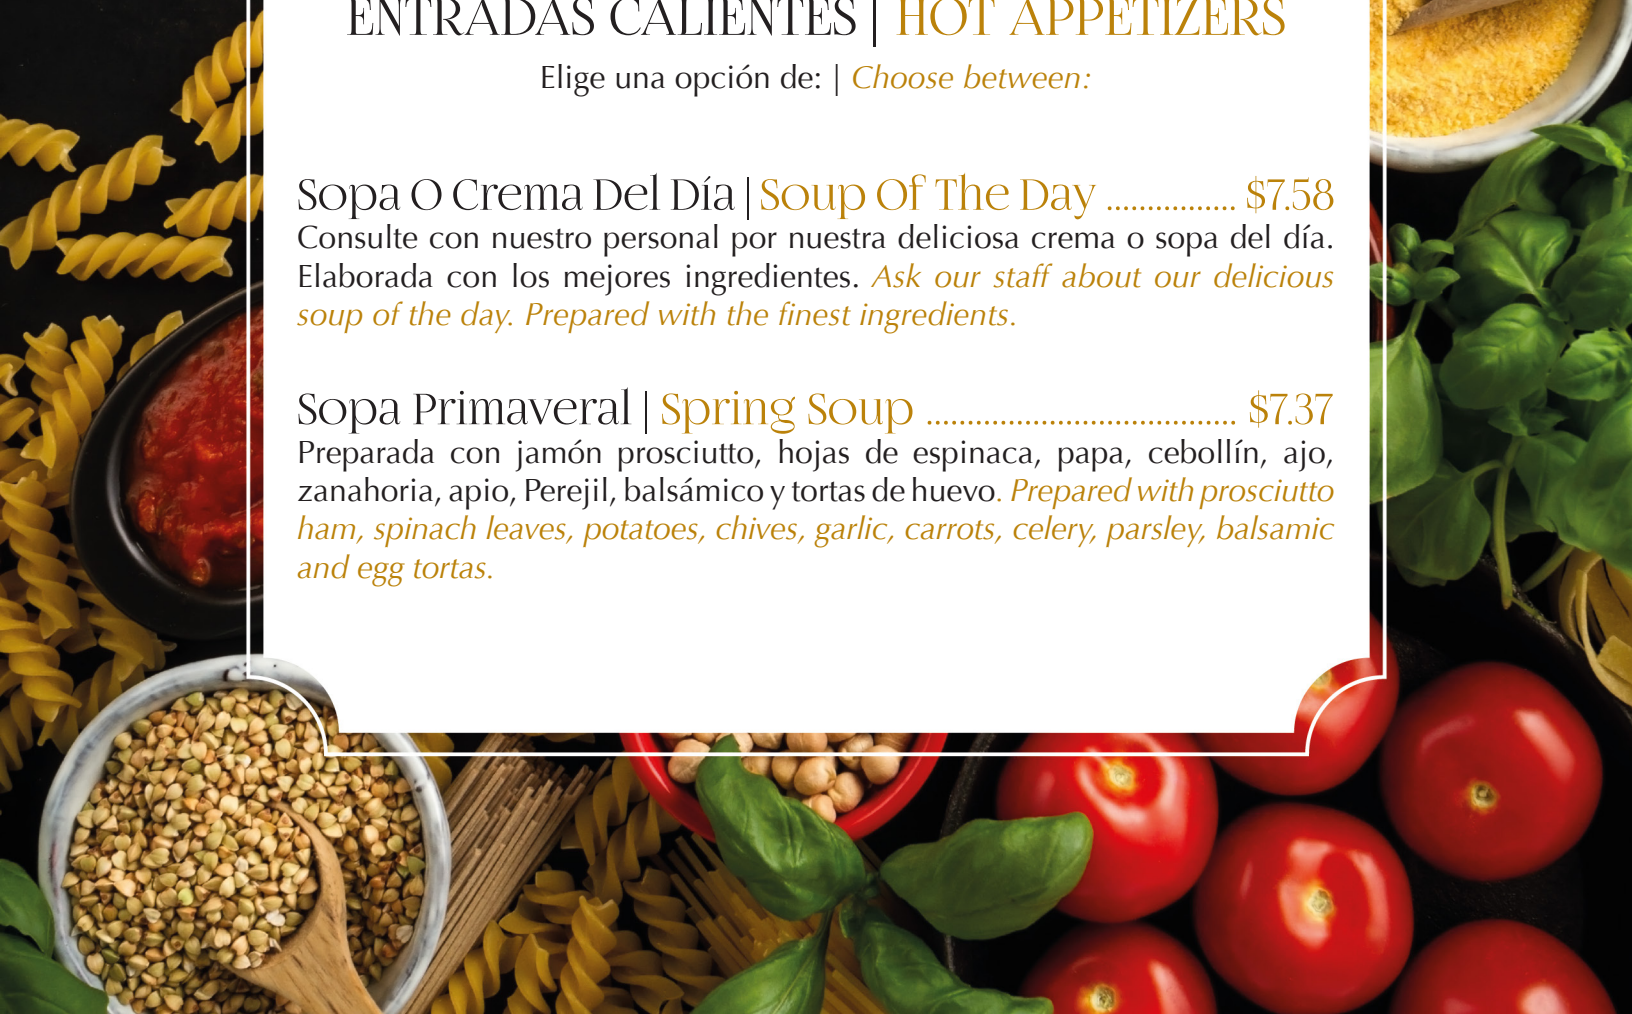 ENTRADAS CALIENTES | HOT APPETIZERS
Elige una opción de: | Choose between:
Sopa O Crema Del Día | Soup Of The Day ................ $7.58
Consulte con nuestro personal por nuestra deliciosa crema o sopa del día.
Elaborada con los mejores ingredientes. Ask our staff about our delicious
soup of the day. Prepared with the finest ingredients.
Sopa Primaveral | Spring Soup ...................................... $7.37
Preparada con jamón prosciutto, hojas de espinaca, papa, cebollín, ajo,
zanahoria, apio, Perejil, balsámico y tortas de huevo. Prepared with prosciutto
ham, spinach leaves, potatoes, chives, garlic, carrots, celery, parsley, balsamic
and egg tortas.